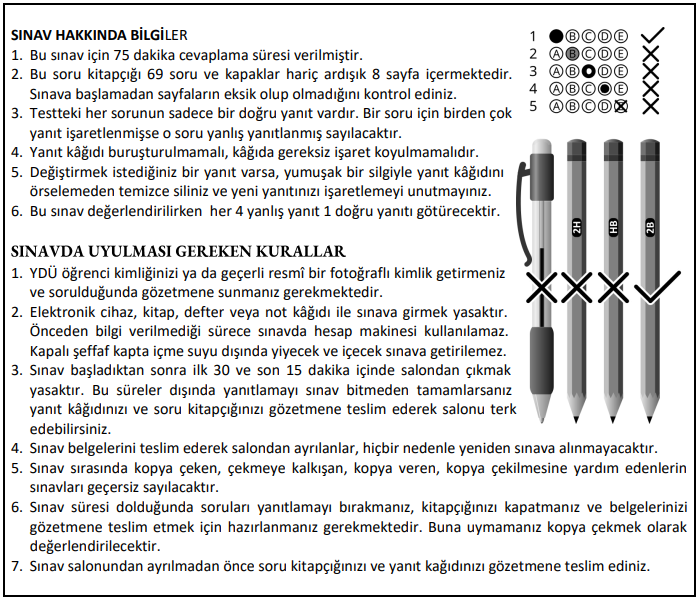 SINAV HAKKINDA BİLGİLER
1. Bu sınav için 75 dakika cevaplama süresi verilmiştir.
2. Bu soru kitapçığı 69 soru ve kapaklar hariç ardışık 8 sayfa içermektedir.
Sınava başlamadan sayfaların eksik olup olmadığını kontrol ediniz.
3. Testteki her sorunun sadece bir doğru yanıt vardır. Bir soru için birden çok
yanıt işaretlenmişse o soru yanlış yanıtlanmış sayılacaktır.
4. Yanıt kâğıdı buruşturulmamalı, kâğıda gereksiz işaret koyulmamalıdır.
5. Değiştirmek istediğiniz bir yanıt varsa, yumuşak bir silgiyle yanıt kâğıdını
örselemeden temizce siliniz ve yeni yanıtınızı işaretlemeyi unutmayınız.
6. Bu sınav değerlendirilirken her 4 yanlış yanıt 1 doğru yanıtı götürecektir.
1 B C D E
2 A B C D E
3 A B D E
4 A B C D E
5 A B C D E
2H
HB
2B
SINAVDA UYULMASI GEREKEN KURALLAR
1. YDÜ öğrenci kimliğinizi ya da geçerli resmî bir fotoğraflı kimlik getirmeniz
ve sorulduğunda gözetmene sunmanız gerekmektedir.
2. Elektronik cihaz, kitap, defter veya not kâğıdı ile sınava girmek yasaktır.
Önceden bilgi verilmediği sürece sınavda hesap makinesi kullanılamaz.
Kapalı şeffaf kapta içme suyu dışında yiyecek ve içecek sınava getirilemez.
3. Sınav başladıktan sonra ilk 30 ve son 15 dakika içinde salondan çıkmak
yasaktır. Bu süreler dışında yanıtlamayı sınav bitmeden tamamlarsanız
yanıt kâğıdınızı ve soru kitapçığınızı gözetmene teslim ederek salonu terk
edebilirsiniz.
4. Sınav belgelerini teslim ederek salondan ayrılanlar, hiçbir nedenle yeniden sınava alınmayacaktır.
5. Sınav sırasında kopya çeken, çekmeye kalkışan, kopya veren, kopya çekilmesine yardım edenlerin
sınavları geçersiz sayılacaktır.
6. Sınav süresi dolduğunda soruları yanıtlamayı bırakmanız, kitapçığınızı kapatmanız ve belgelerinizi
gözetmene teslim etmek için hazırlanmanız gerekmektedir. Buna uymamanız kopya çekmek olarak
değerlendirilecektir.
7. Sınav salonundan ayrılmadan önce soru kitapçığınızı ve yanıt kağıdınızı gözetmene teslim ediniz.